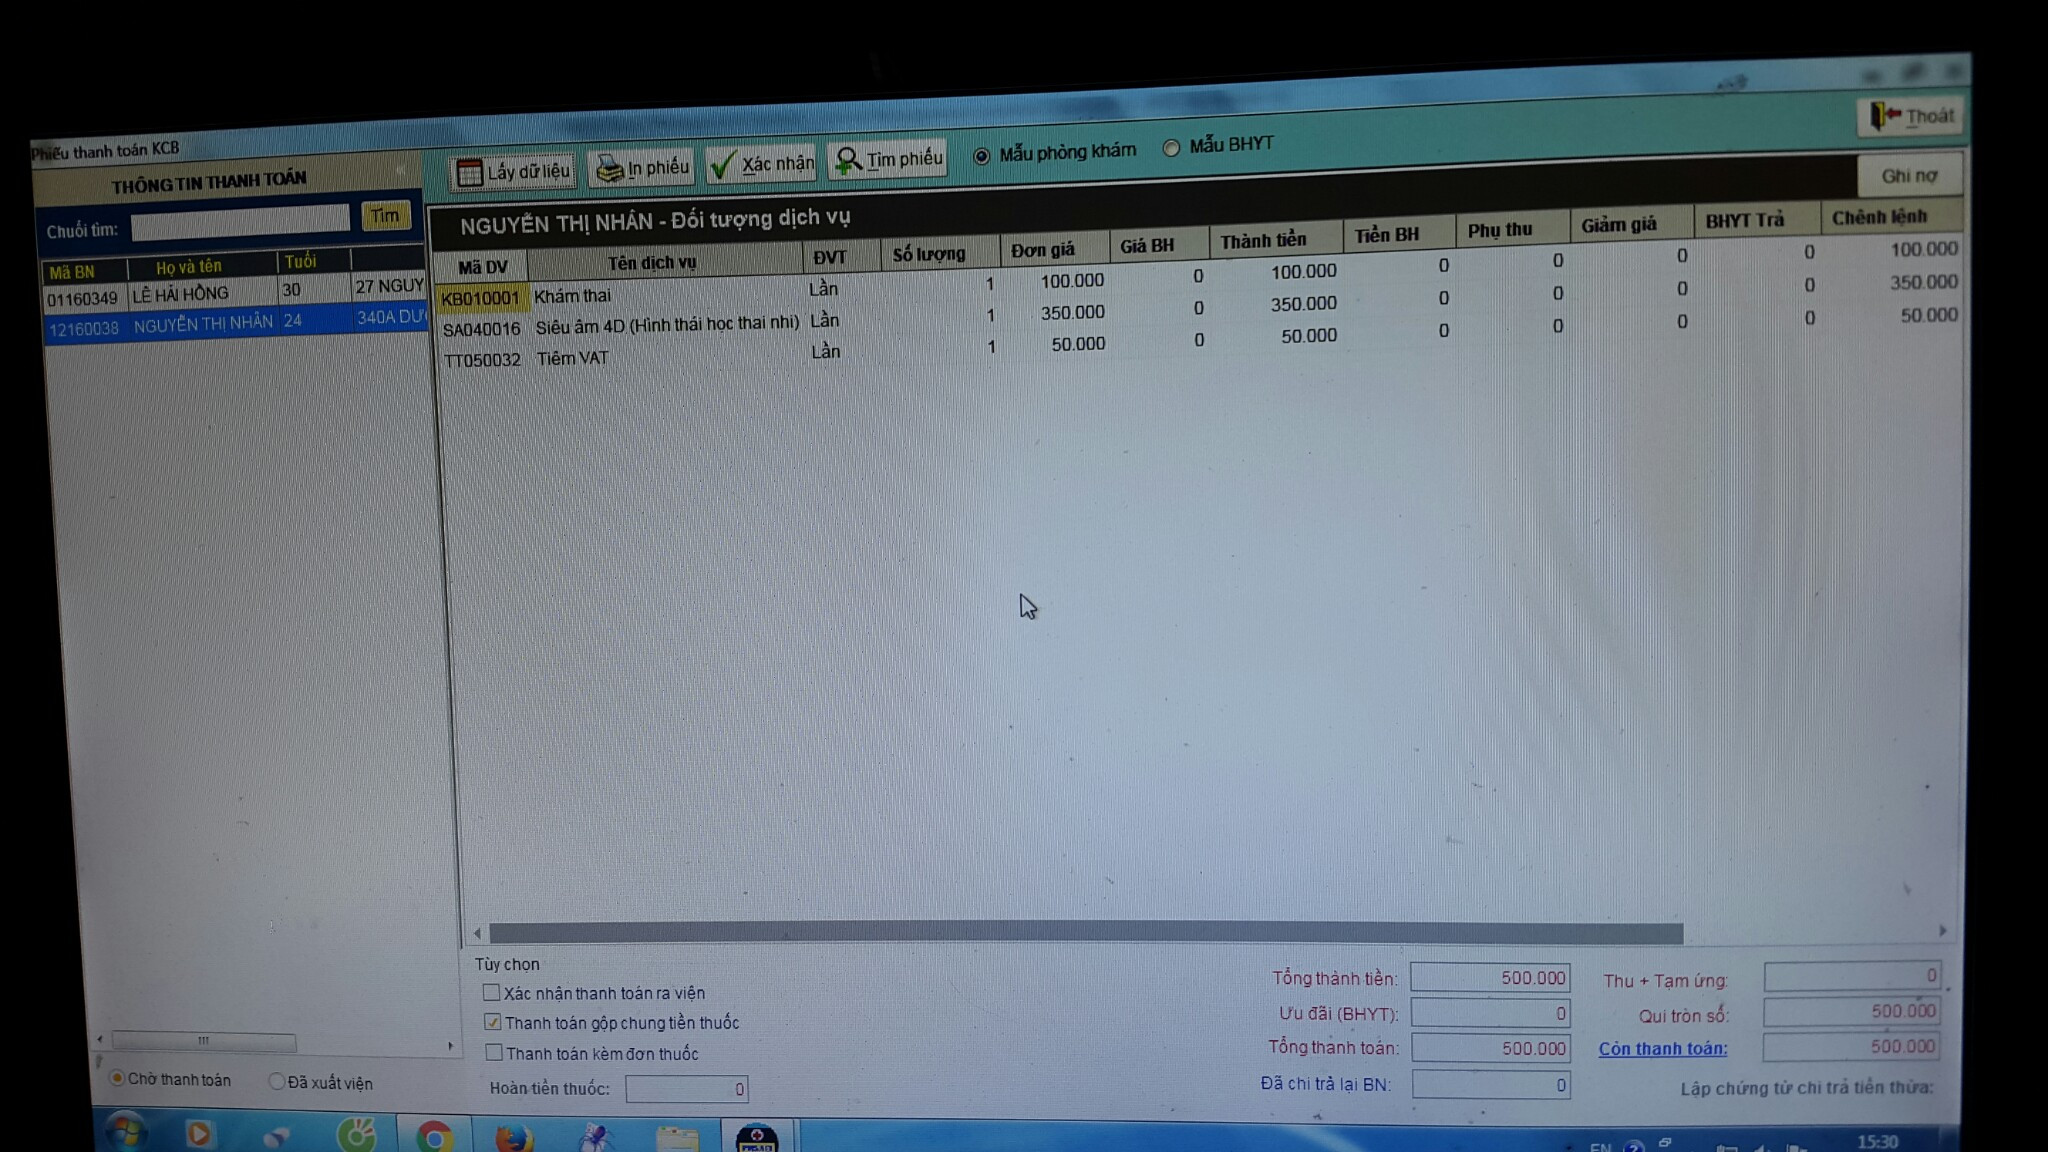 Phiếu thanh toán KCB
Thoát
THÔNG TIN THANH TOÁN
Lấy dữ liệu In phiếu Xác nhận Tìm phiếu Mẫu phòng khám Mẫu BHYT
Ghi nợ
Chuỗi tìm: Tìm
NGUYỄN THỊ NHÂN - Đối tượng dịch vụ
Mã BN Họ và tên Tuổi
01160349 LÊ HẢI HỒNG 30 27 NGUY
12160038 NGUYỄN THỊ NHÂN 24 340A DƯ
Mã DV Tên dịch vụ ĐVT Số lượng Đơn giá Giá BH Thành tiền Tiền BH Phụ thu Giảm giá BHYT Trả Chênh lệnh
KB010001 Khám thai Lần 1 100.000 0 100.000 0 0 0 0 100.000
SA040016 Siêu âm 4D (Hình thái học thai nhi) Lần 1 350.000 0 350.000 0 0 0 0 350.000
TT050032 Tiêm VAT Lần 1 50.000 0 50.000 0 0 0 0 50.000
Tùy chọn
Xác nhận thanh toán ra viện
Thanh toán gộp chung tiền thuốc
Thanh toán kèm đơn thuốc
Hoàn tiền thuốc: 0
Tổng thành tiền: 500.000 Thu + Tạm ứng: 0
Ưu đãi (BHYT): 0 Qui tròn số: 500.000
Tổng thanh toán: 500.000 Còn thanh toán: 500.000
Đã chi trả lại BN: 0 Lập chứng từ chi trả tiền thừa:
Chờ thanh toán Đã xuất viện
EN 15:30